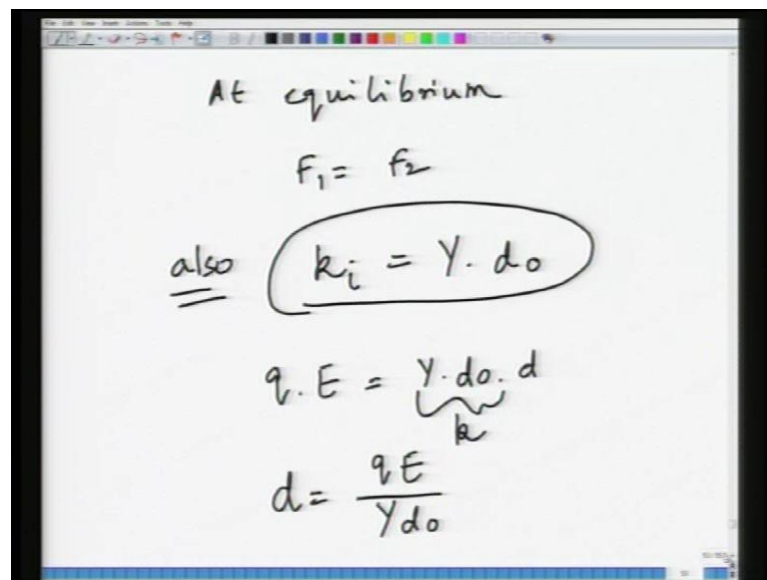 At equilibrium
F₁ = F₂
also kᵢ = Y. do
q. E = Y. do. d
k
d = qE / Ydo